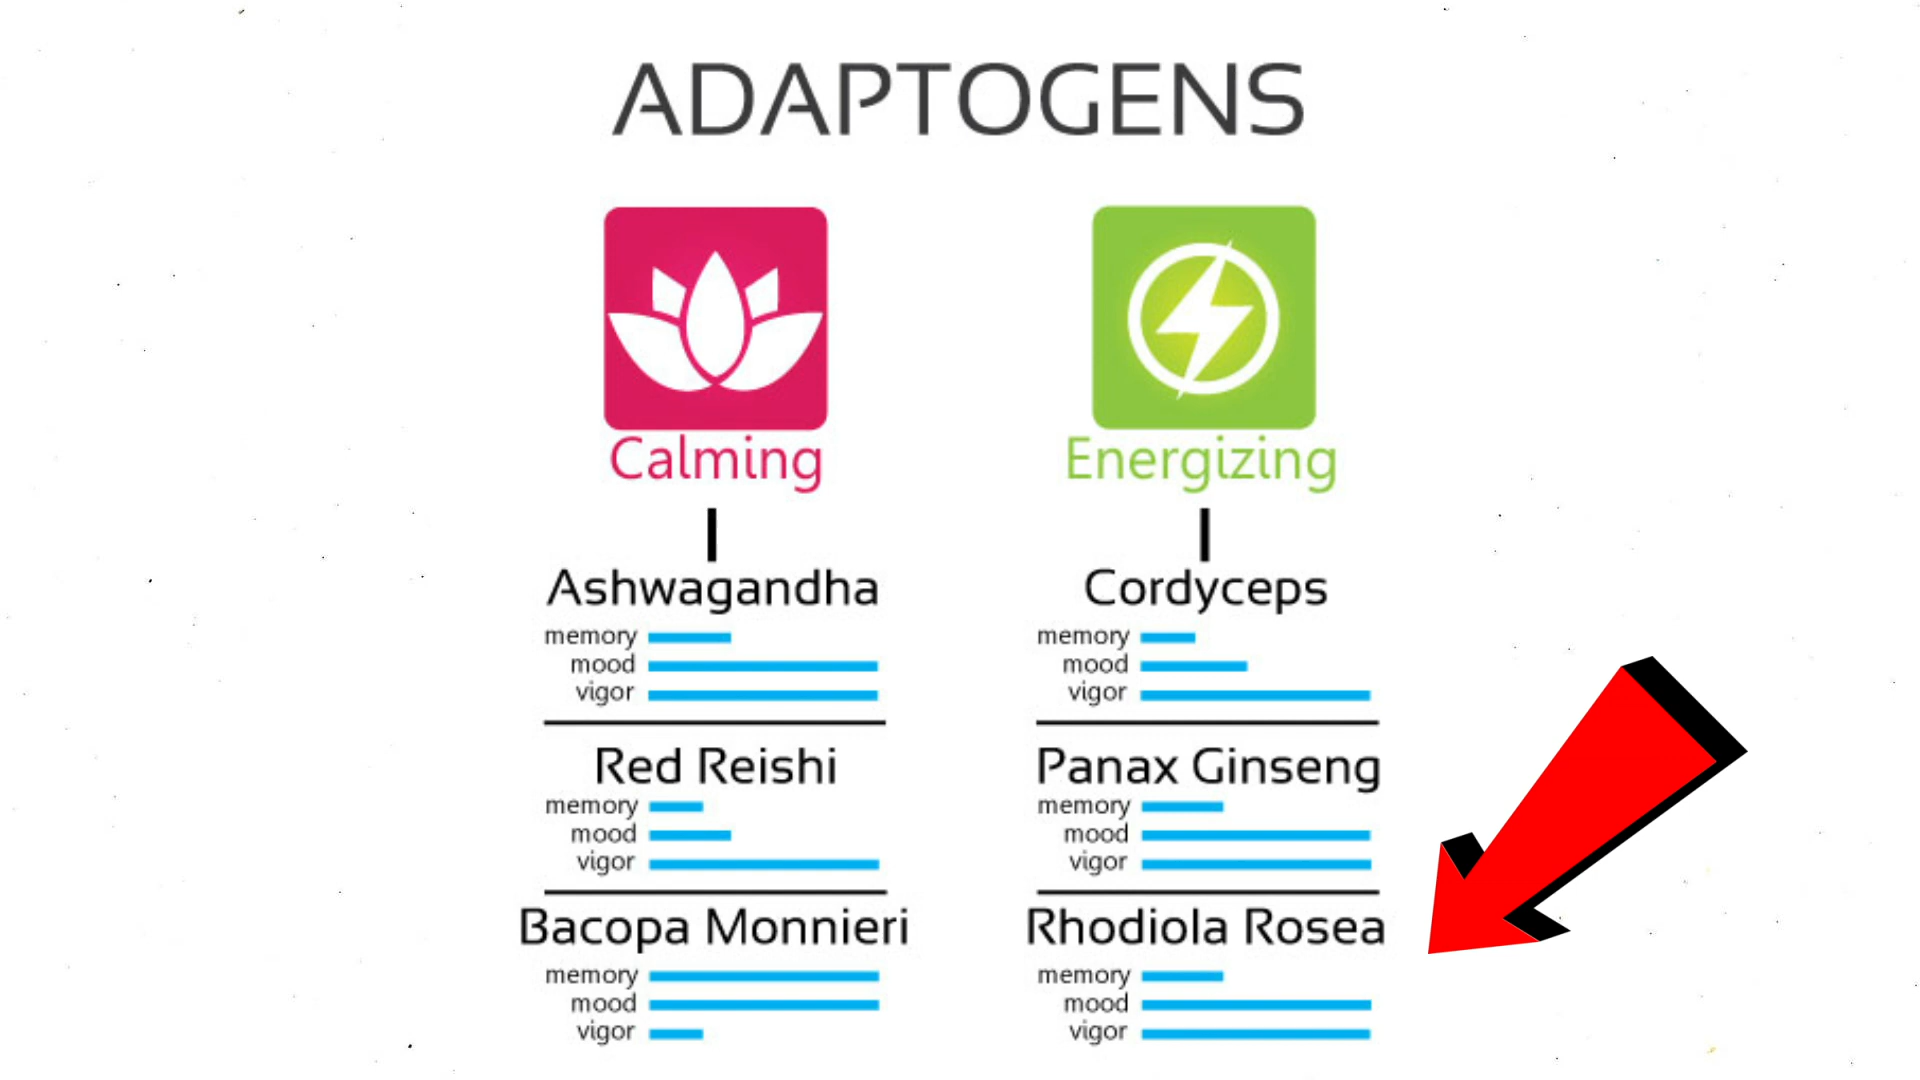 ADAPTOGENS
Calming
Ashwagandha
memory
mood
vigor
Red Reishi
memory
mood
vigor
Bacopa Monnieri
memory
mood
vigor
Energizing
Cordyceps
memory
mood
vigor
Panax Ginseng
memory
mood
vigor
Rhodiola Rosea
memory
mood
vigor